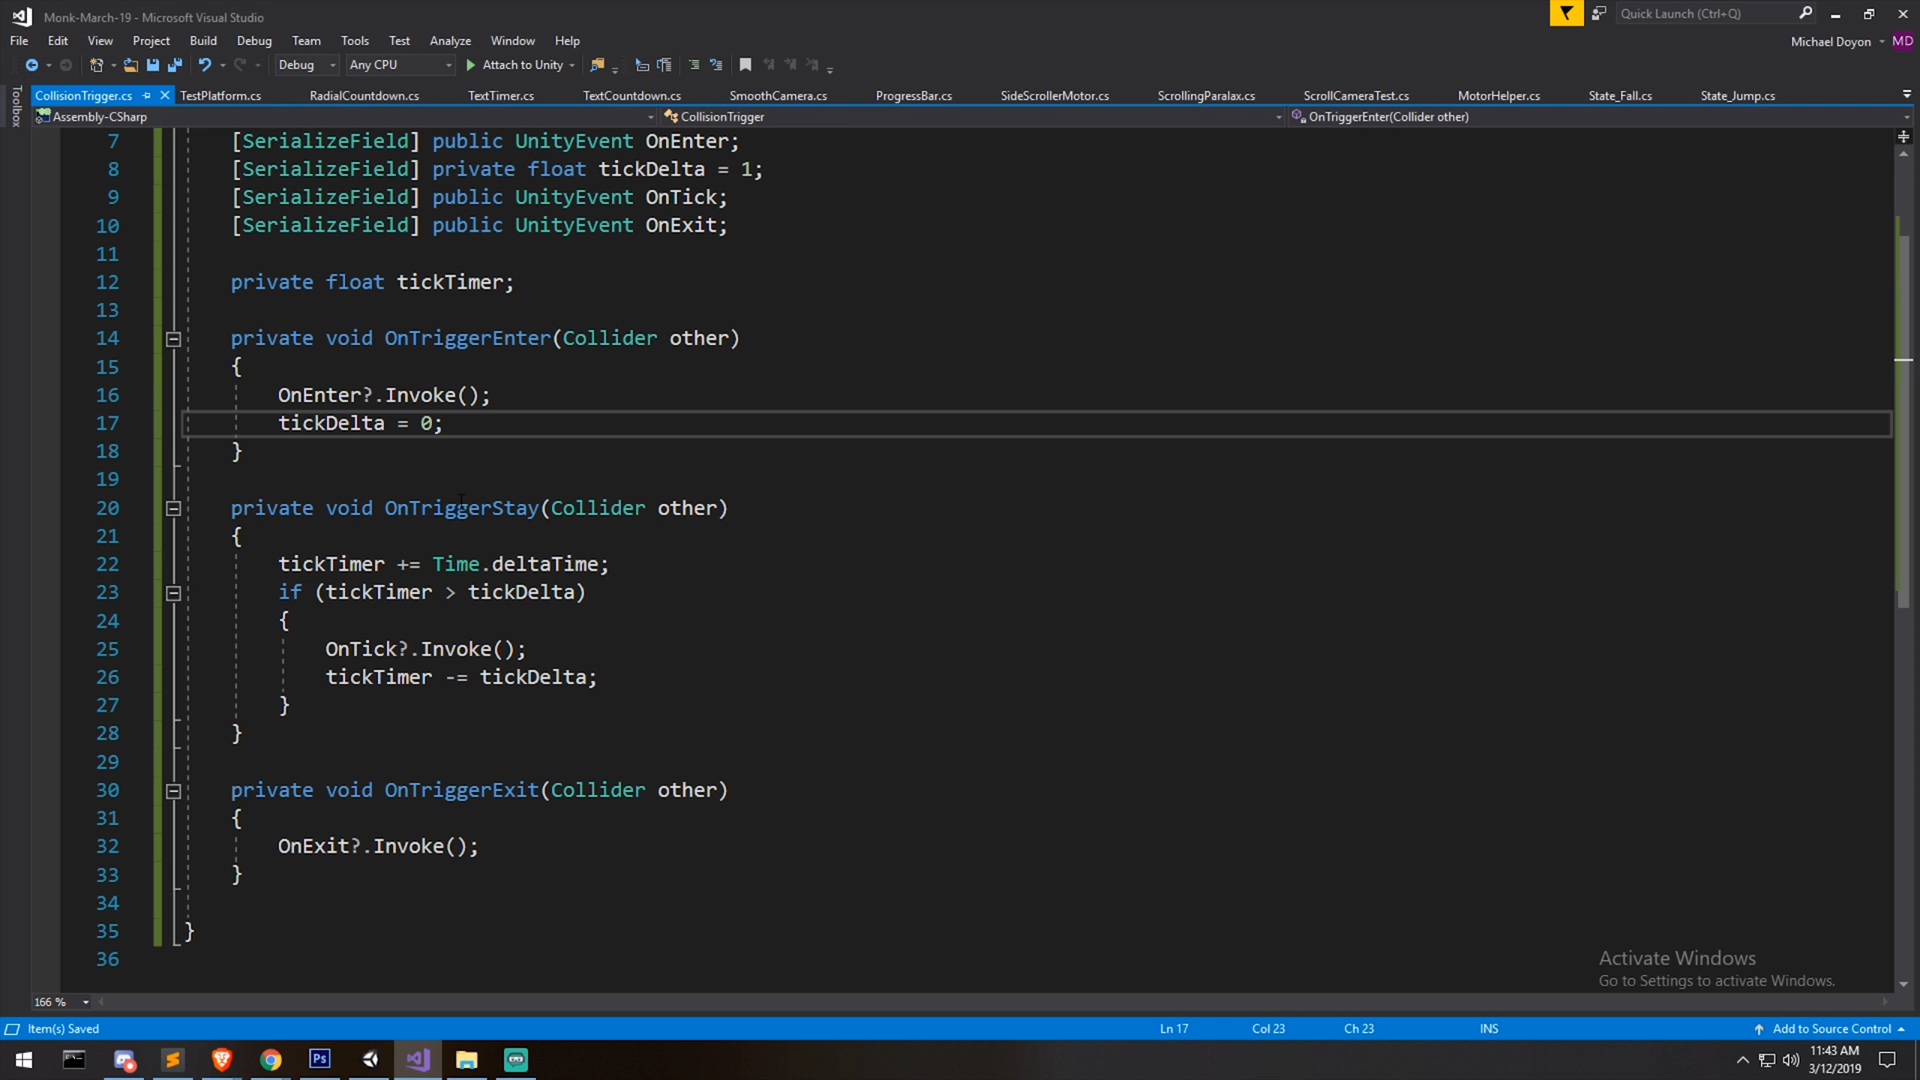 Monk-March-19 - Microsoft Visual Studio
Quick Launch (Ctrl+Q)
File Edit View Project Build Debug Team Tools Test Analyze Window Help
Michael Doyon MD
Debug Any CPU Attach to Unity
Toolbox
CollisionTrigger.cs TestPlatform.cs RadialCountdown.cs TextTimer.cs TextCountdown.cs SmoothCamera.cs ProgressBar.cs SideScrollerMotor.cs ScrollingParalax.cs ScrollCameraTest.cs MotorHelper.cs State_Fall.cs State_Jump.cs
Assembly-CSharp CollisionTrigger OnTriggerEnter(Collider other)
7 [SerializeField] public UnityEvent OnEnter;
8 [SerializeField] private float tickDelta = 1;
9 [SerializeField] public UnityEvent OnTick;
10 [SerializeField] public UnityEvent OnExit;
11
12 private float tickTimer;
13
14 private void OnTriggerEnter(Collider other)
15 {
16 OnEnter?.Invoke();
17 tickDelta = 0;
18 }
19
20 private void OnTriggerStay(Collider other)
21 {
22 tickTimer += Time.deltaTime;
23 if (tickTimer > tickDelta)
24 {
25 OnTick?.Invoke();
26 tickTimer -= tickDelta;
27 }
28 }
29
30 private void OnTriggerExit(Collider other)
31 {
32 OnExit?.Invoke();
33 }
34
35 }
36
Activate Windows
Go to Settings to activate Windows.
166 %
Item(s) Saved Ln 17 Col 23 Ch 23 INS Add to Source Control
Ps
11:43 AM
3/12/2019